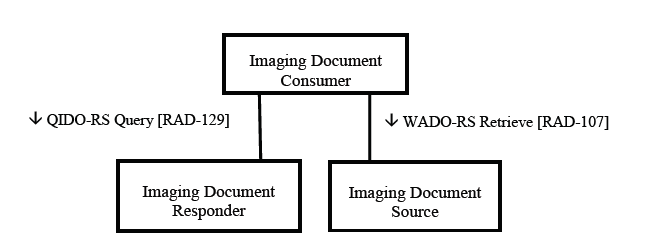 Imaging Document
Consumer
↓ QIDO-RS Query [RAD-129]
↓ WADO-RS Retrieve [RAD-107]
Imaging Document
Responder
Imaging Document
Source